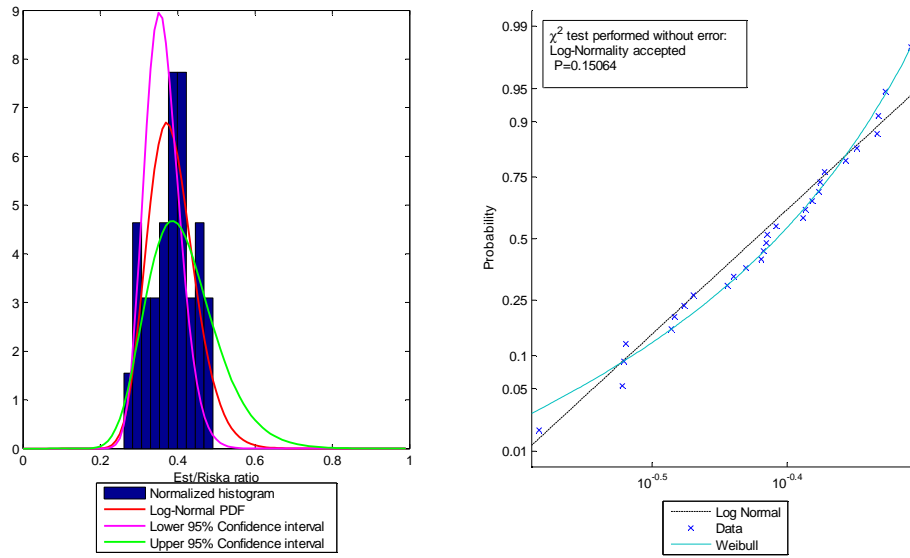 9
8
7
6
5
4
3
2
1
0
0
0.2
0.4
0.6
0.8
1
Est/Riska ratio
Normalized histogram
Log-Normal PDF
Lower 95% Confidence interval
Upper 95% Confidence interval
χ² test performed without error:
Log-Normality accepted
P=0.15064
0.99
0.95
0.9
0.75
0.5
0.25
0.1
0.05
0.01
Probability
10^-0.5
10^-0.4
Log Normal
Data
Weibull